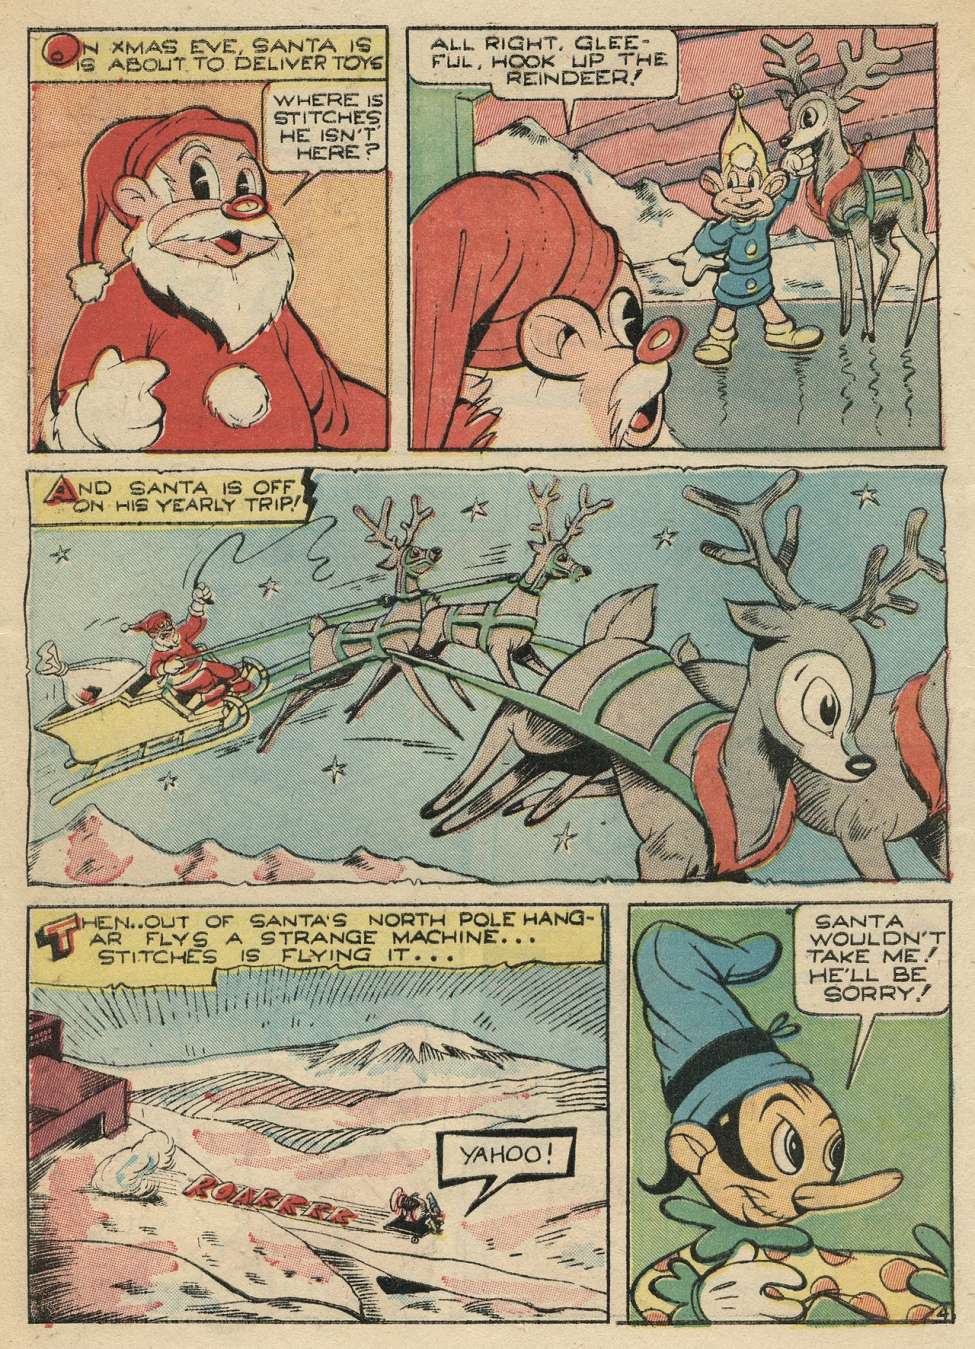 ON XMAS EVE, SANTA IS
IS ABOUT TO DELIVER TOYS
WHERE IS
STITCHES
HE ISN'T
HERE?
ALL RIGHT, GLEE-
FUL, HOOK UP THE
REINDEER!
AND SANTA IS OFF
ON HIS YEARLY TRIP!
THEN..OUT OF SANTA'S NORTH POLE HANG-
AR FLYS A STRANGE MACHINE...
STITCHES IS FLYING IT...
ROARRRR
YAHOO!
SANTA
WOULDN'T
TAKE ME!
HE'LL BE
SORRY!
4